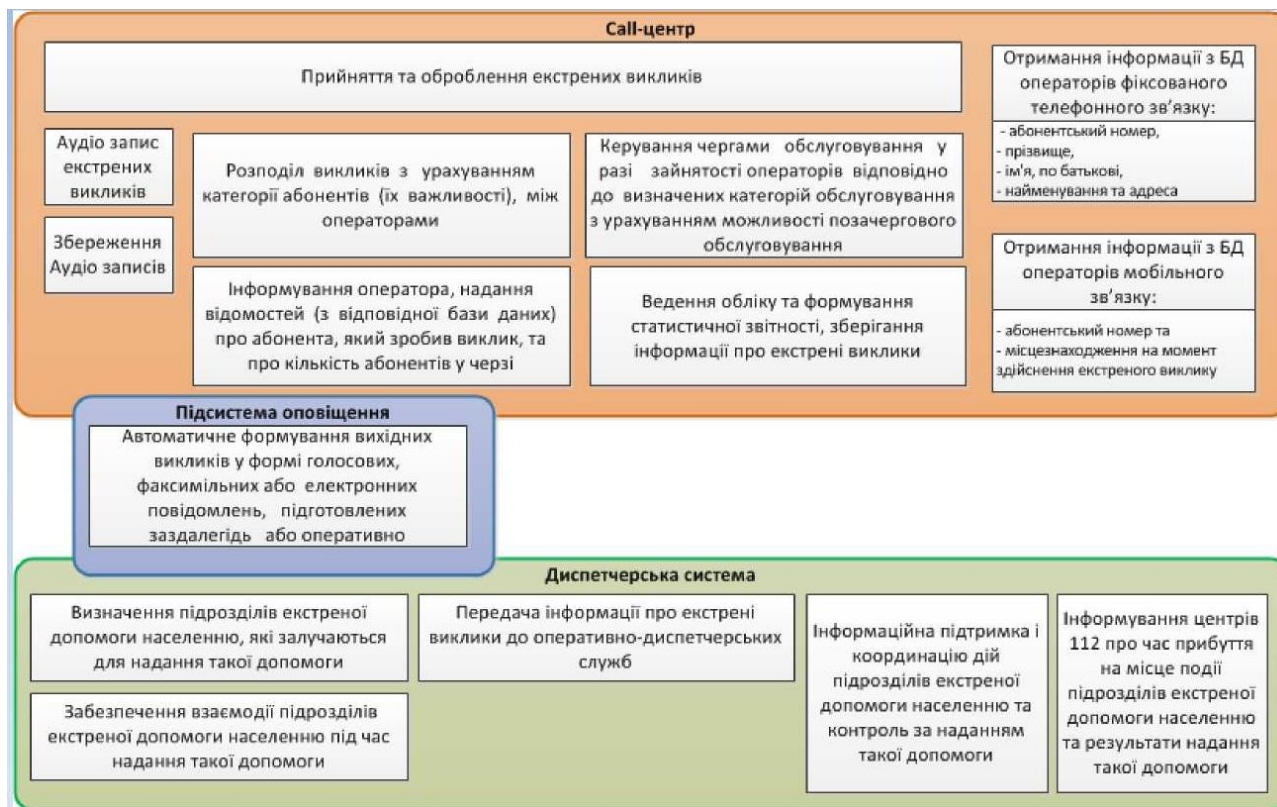 Call-центр
Прийняття та оброблення екстрених викликів
Аудіо запис
екстрених
викликів
Збереження
Аудіо записів
Розподіл викликів з урахуванням
категорії абонентів (їх важливості), між
операторами
Керування чергами обслуговування у
разі зайнятості операторів відповідно
до визначених категорій обслуговування
з урахуванням можливості позачергового
обслуговування
Інформування оператора, надання
відомостей (з відповідної бази даних)
про абонента, який зробив виклик, та
про кількість абонентів у черзі
Ведення обліку та формування
статистичної звітності, зберігання
інформації про екстрені виклики
Отримання інформації з БД
операторів фіксованого
телефонного зв’язку:
- абонентський номер,
- прізвище,
- ім'я, по батькові,
- найменування та адреса
Отримання інформації з БД
операторів мобільного
зв’язку:
- абонентський номер та
- місцезнаходження на момент
здійснення екстреного виклику
Підсистема оповіщення
Автоматичне формування вихідних
викликів у формі голосових,
факсимільних або електронних
повідомлень, підготовлених
заздалегідь або оперативно
Диспетчерська система
Визначення підрозділів екстреної
допомоги населенню, які залучаються
для надання такої допомоги
Забезпечення взаємодії підрозділів
екстреної допомоги населенню під час
надання такої допомоги
Передача інформації про екстрені
виклики до оперативно-диспетчерських
служб
Інформаційна підтримка і
координацію дій
підрозділів екстреної
допомоги населенню та
контроль за наданням
такої допомоги
Інформування центрів
112 про час прибуття
на місце події
підрозділів екстреної
допомоги населенню
та результати надання
такої допомоги